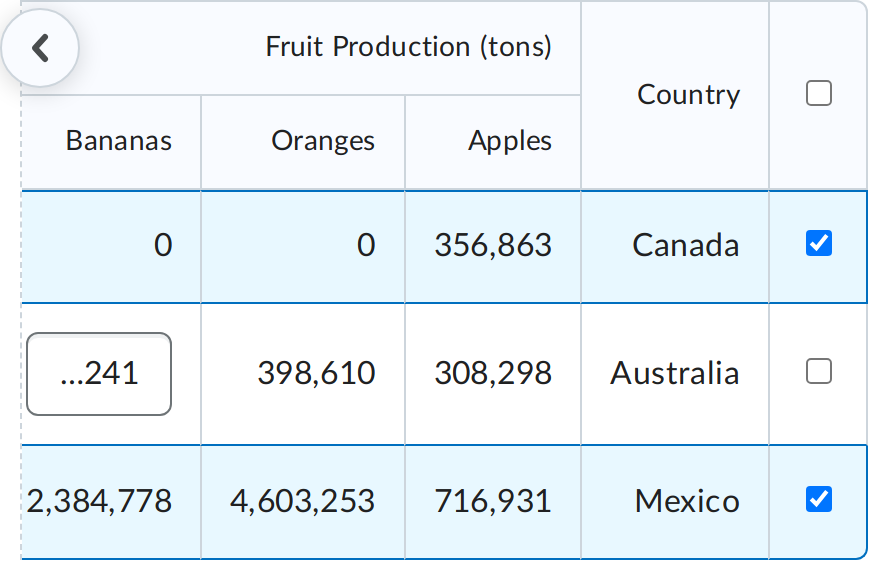 Fruit Production (tons)
Country
Bananas Oranges Apples
0 0 356,863 Canada
...241 398,610 308,298 Australia
2,384,778 4,603,253 716,931 Mexico